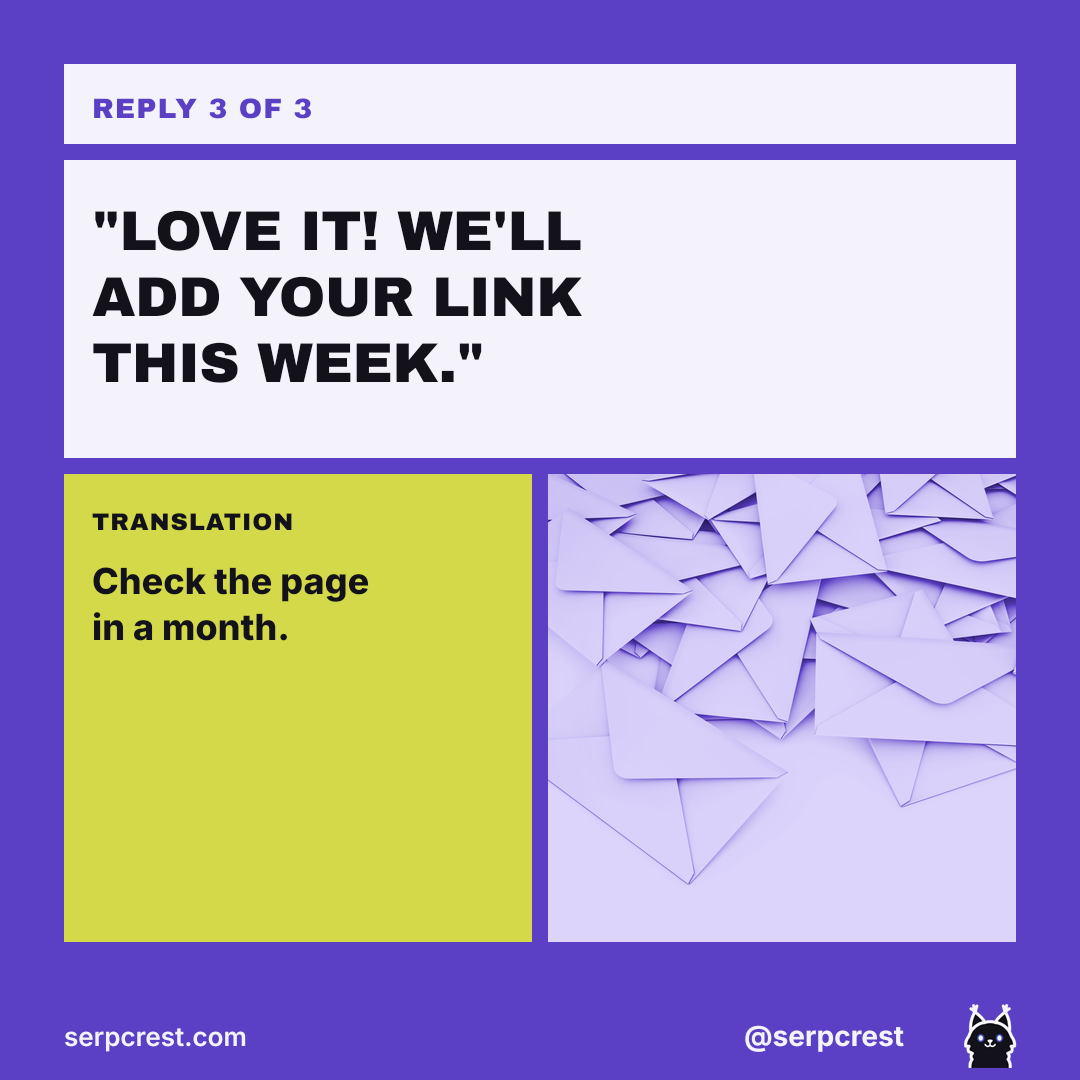 REPLY 3 OF 3
"LOVE IT! WE'LL
ADD YOUR LINK
THIS WEEK."
TRANSLATION
Check the page
in a month.
serpcrest.com
@serpcrest